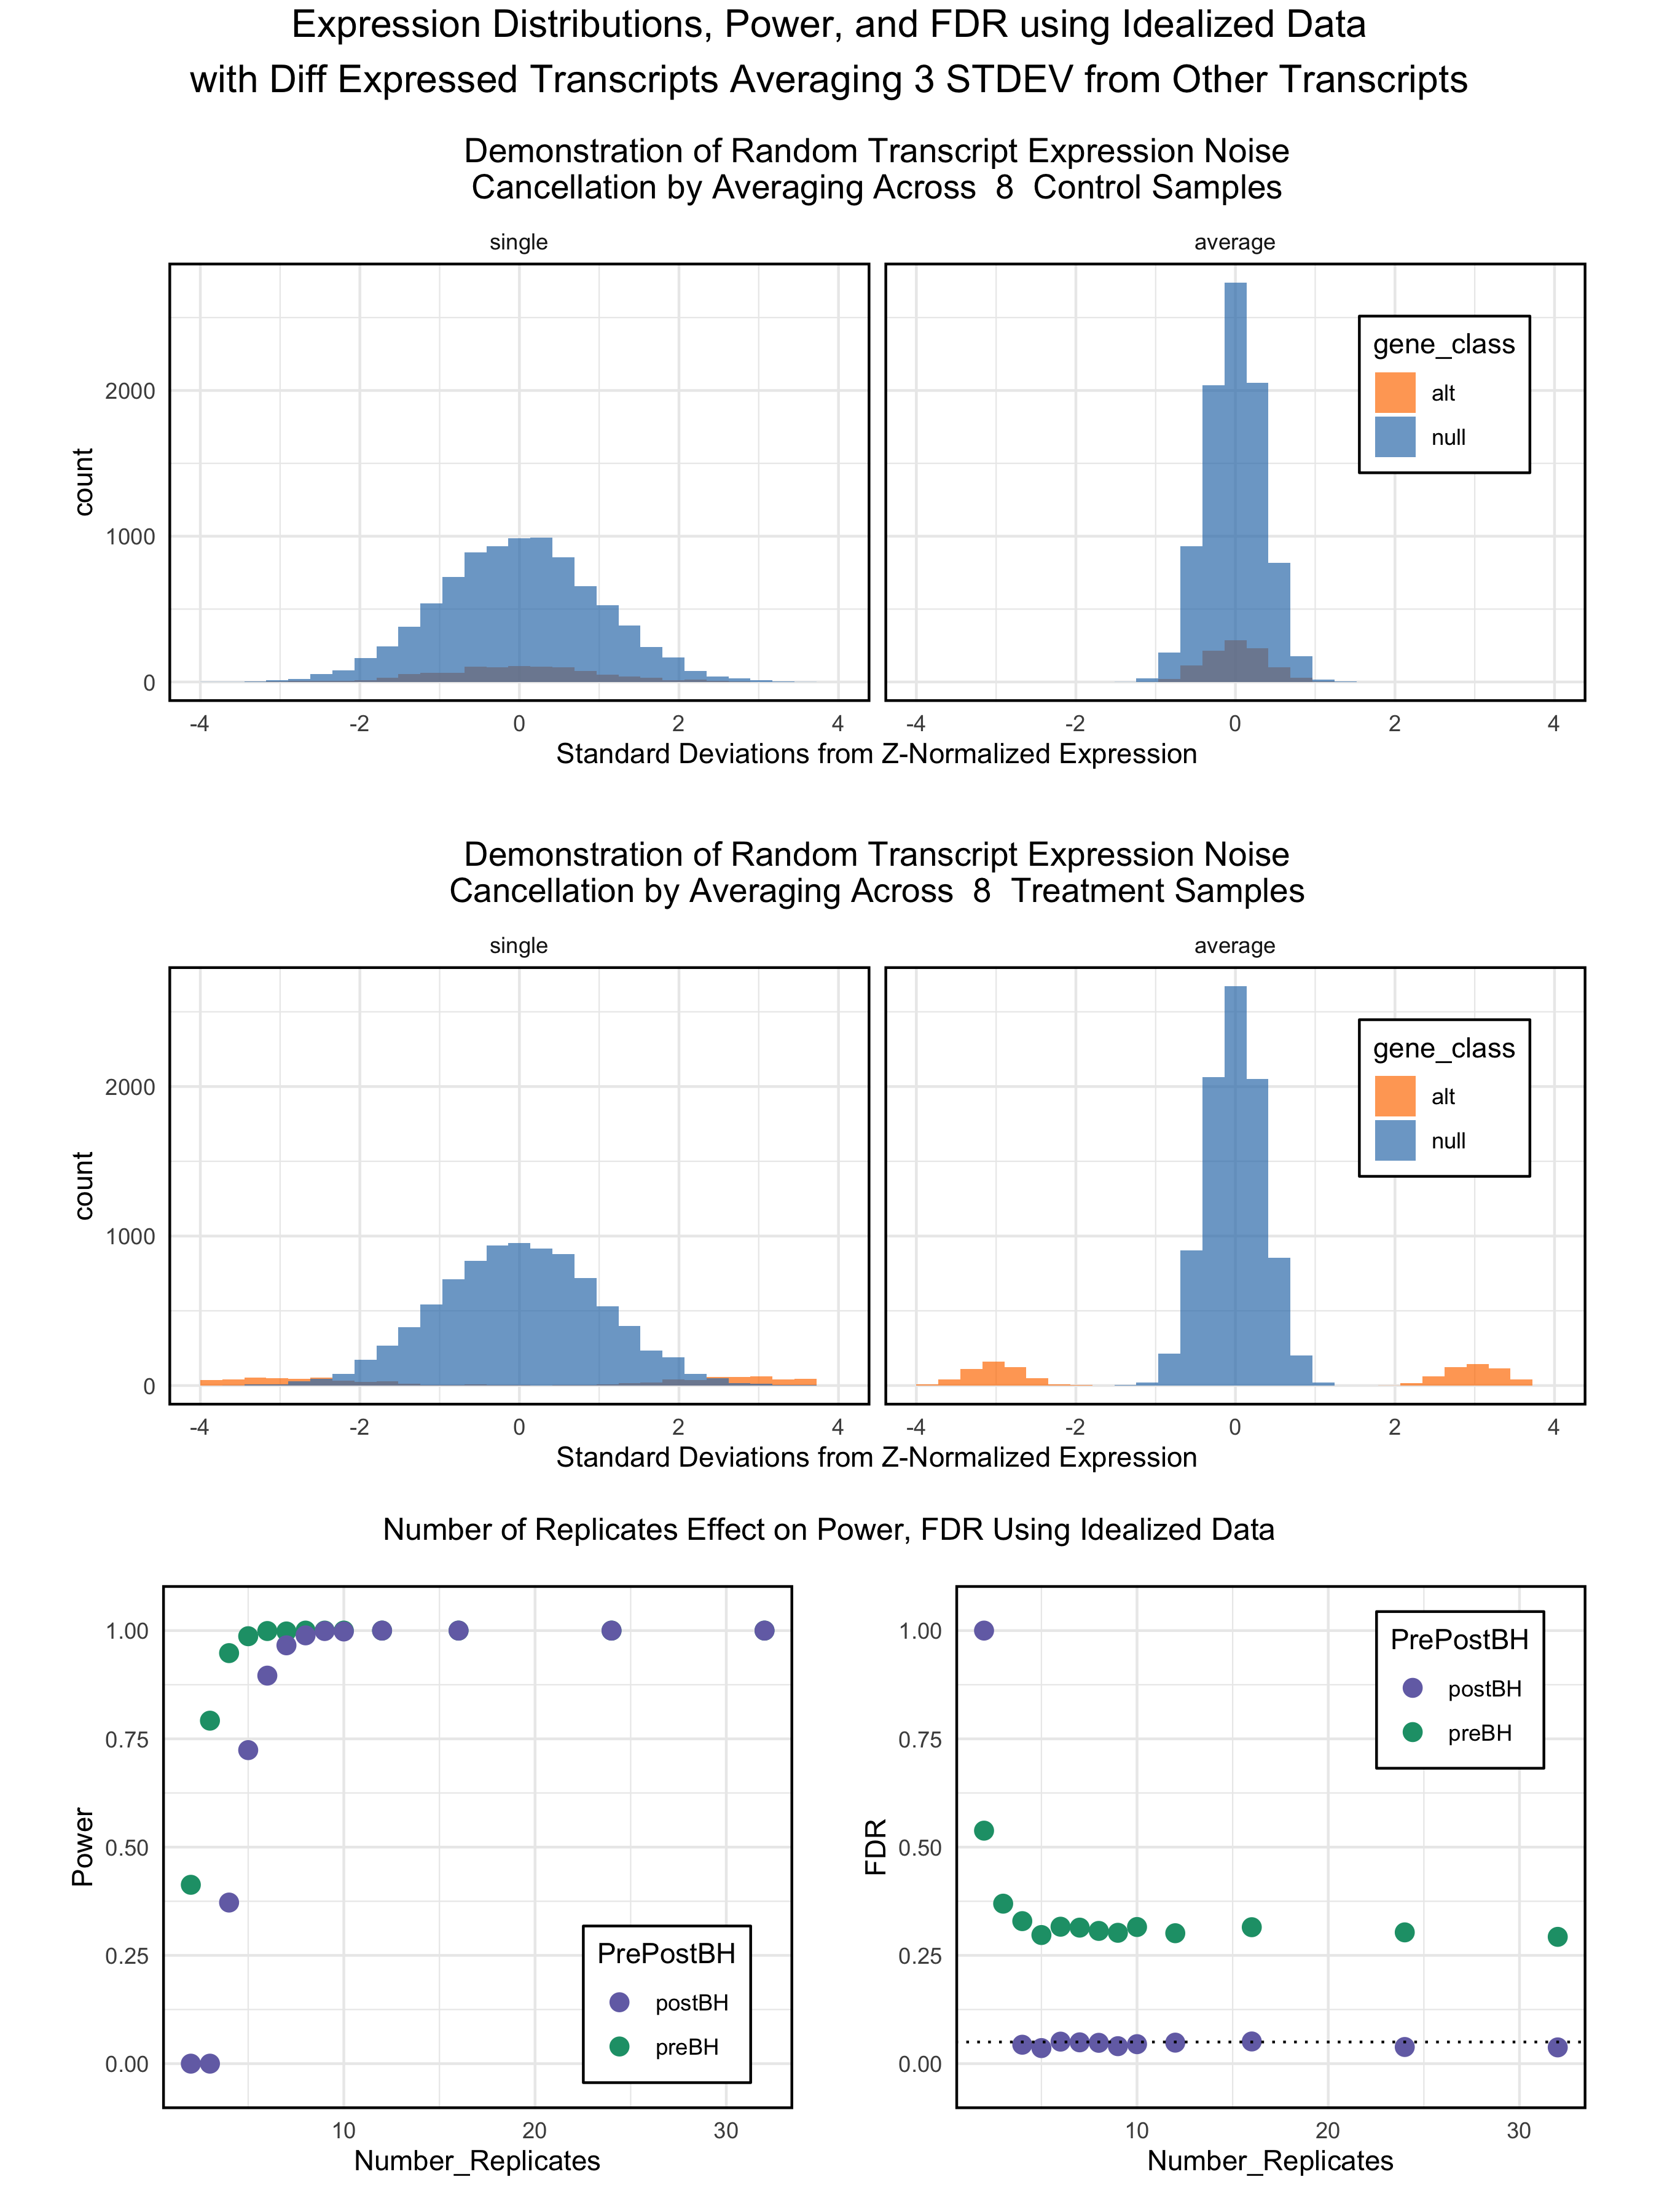 Expression Distributions, Power, and FDR using Idealized Data
with Diff Expressed Transcripts Averaging 3 STDEV from Other Transcripts
Demonstration of Random Transcript Expression Noise
Cancellation by Averaging Across 8 Control Samples
single
average
count
2000
1000
0
gene_class
alt
null
-4 -2 0 2 4
-4 -2 0 2 4
Standard Deviations from Z-Normalized Expression
Demonstration of Random Transcript Expression Noise
Cancellation by Averaging Across 8 Treatment Samples
single
average
count
2000
1000
0
gene_class
alt
null
-4 -2 0 2 4
-4 -2 0 2 4
Standard Deviations from Z-Normalized Expression
Number of Replicates Effect on Power, FDR Using Idealized Data
Power
1.00
0.75
0.50
0.25
0.00
PrePostBH
postBH
preBH
10 20 30
Number_Replicates
FDR
1.00
0.75
0.50
0.25
0.00
PrePostBH
postBH
preBH
10 20 30
Number_Replicates